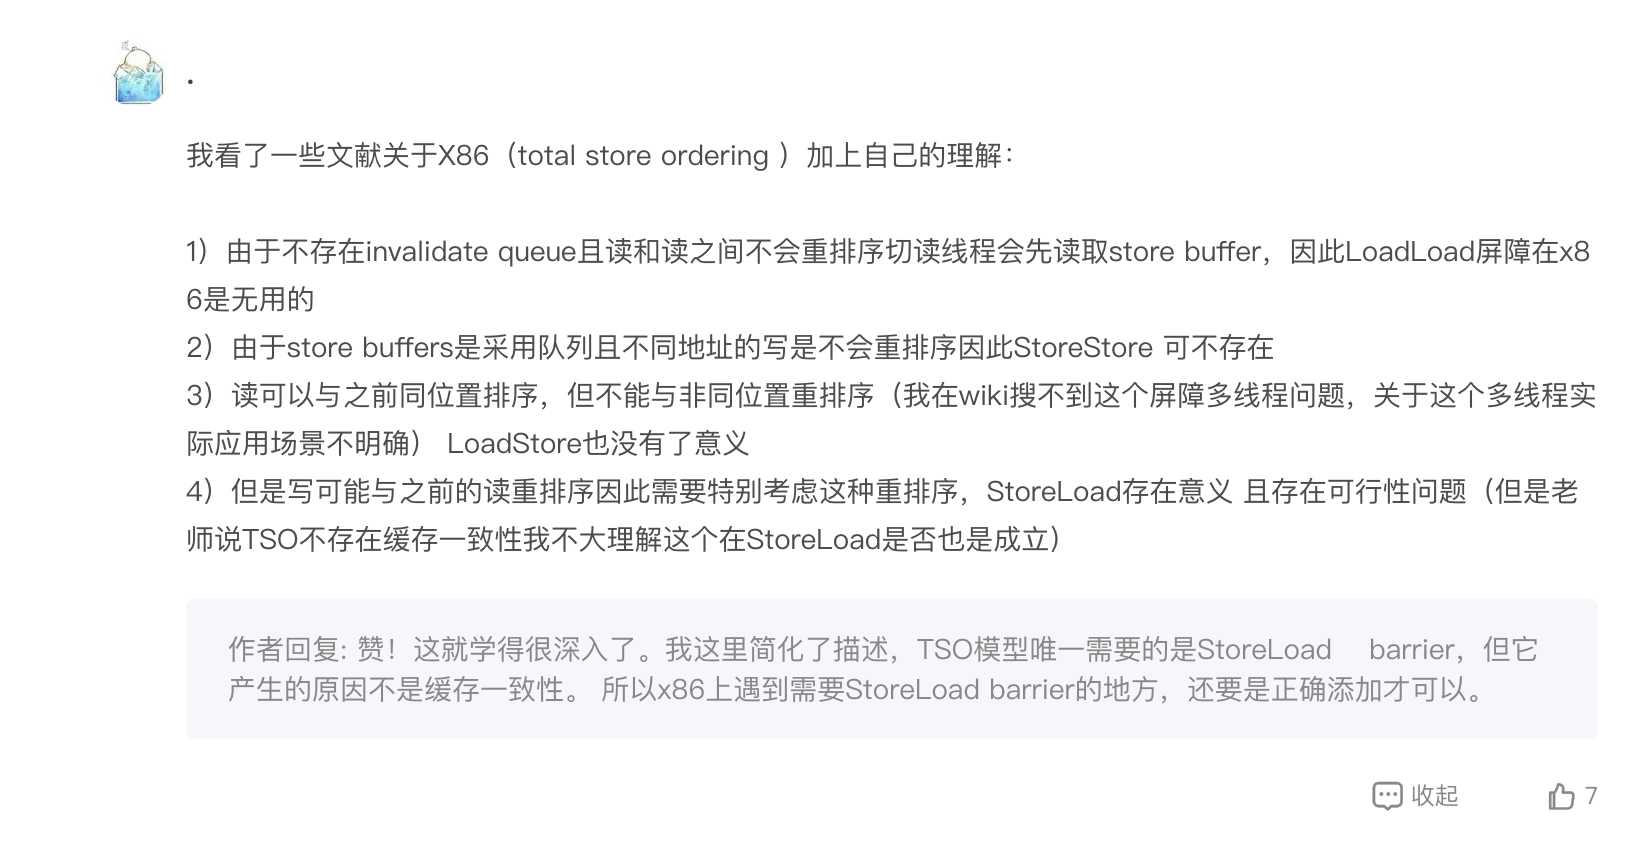 .
我看了一些文献关于X86（total store ordering ）加上自己的理解：
1）由于不存在invalidate queue且读和读之间不会重排序切读线程会先读取store buffer，因此LoadLoad屏障在x8
6是无用的
2）由于store buffers是采用队列且不同地址的写是不会重排序因此StoreStore 可不存在
3）读可以与之前同位置排序，但不能与非同位置重排序（我在wiki搜不到这个屏障多线程问题，关于这个多线程实
际应用场景不明确） LoadStore也没有了意义
4）但是写可能与之前的读重排序因此需要特别考虑这种重排序，StoreLoad存在意义 且存在可行性问题（但是老
师说TSO不存在缓存一致性我不大理解这个在StoreLoad是否也是成立）
作者回复: 赞！这就学得很深入了。我这里简化了描述，TSO模型唯一需要的是StoreLoad    barrier，但它
产生的原因不是缓存一致性。 所以x86上遇到需要StoreLoad barrier的地方，还要是正确添加才可以。
收起 7